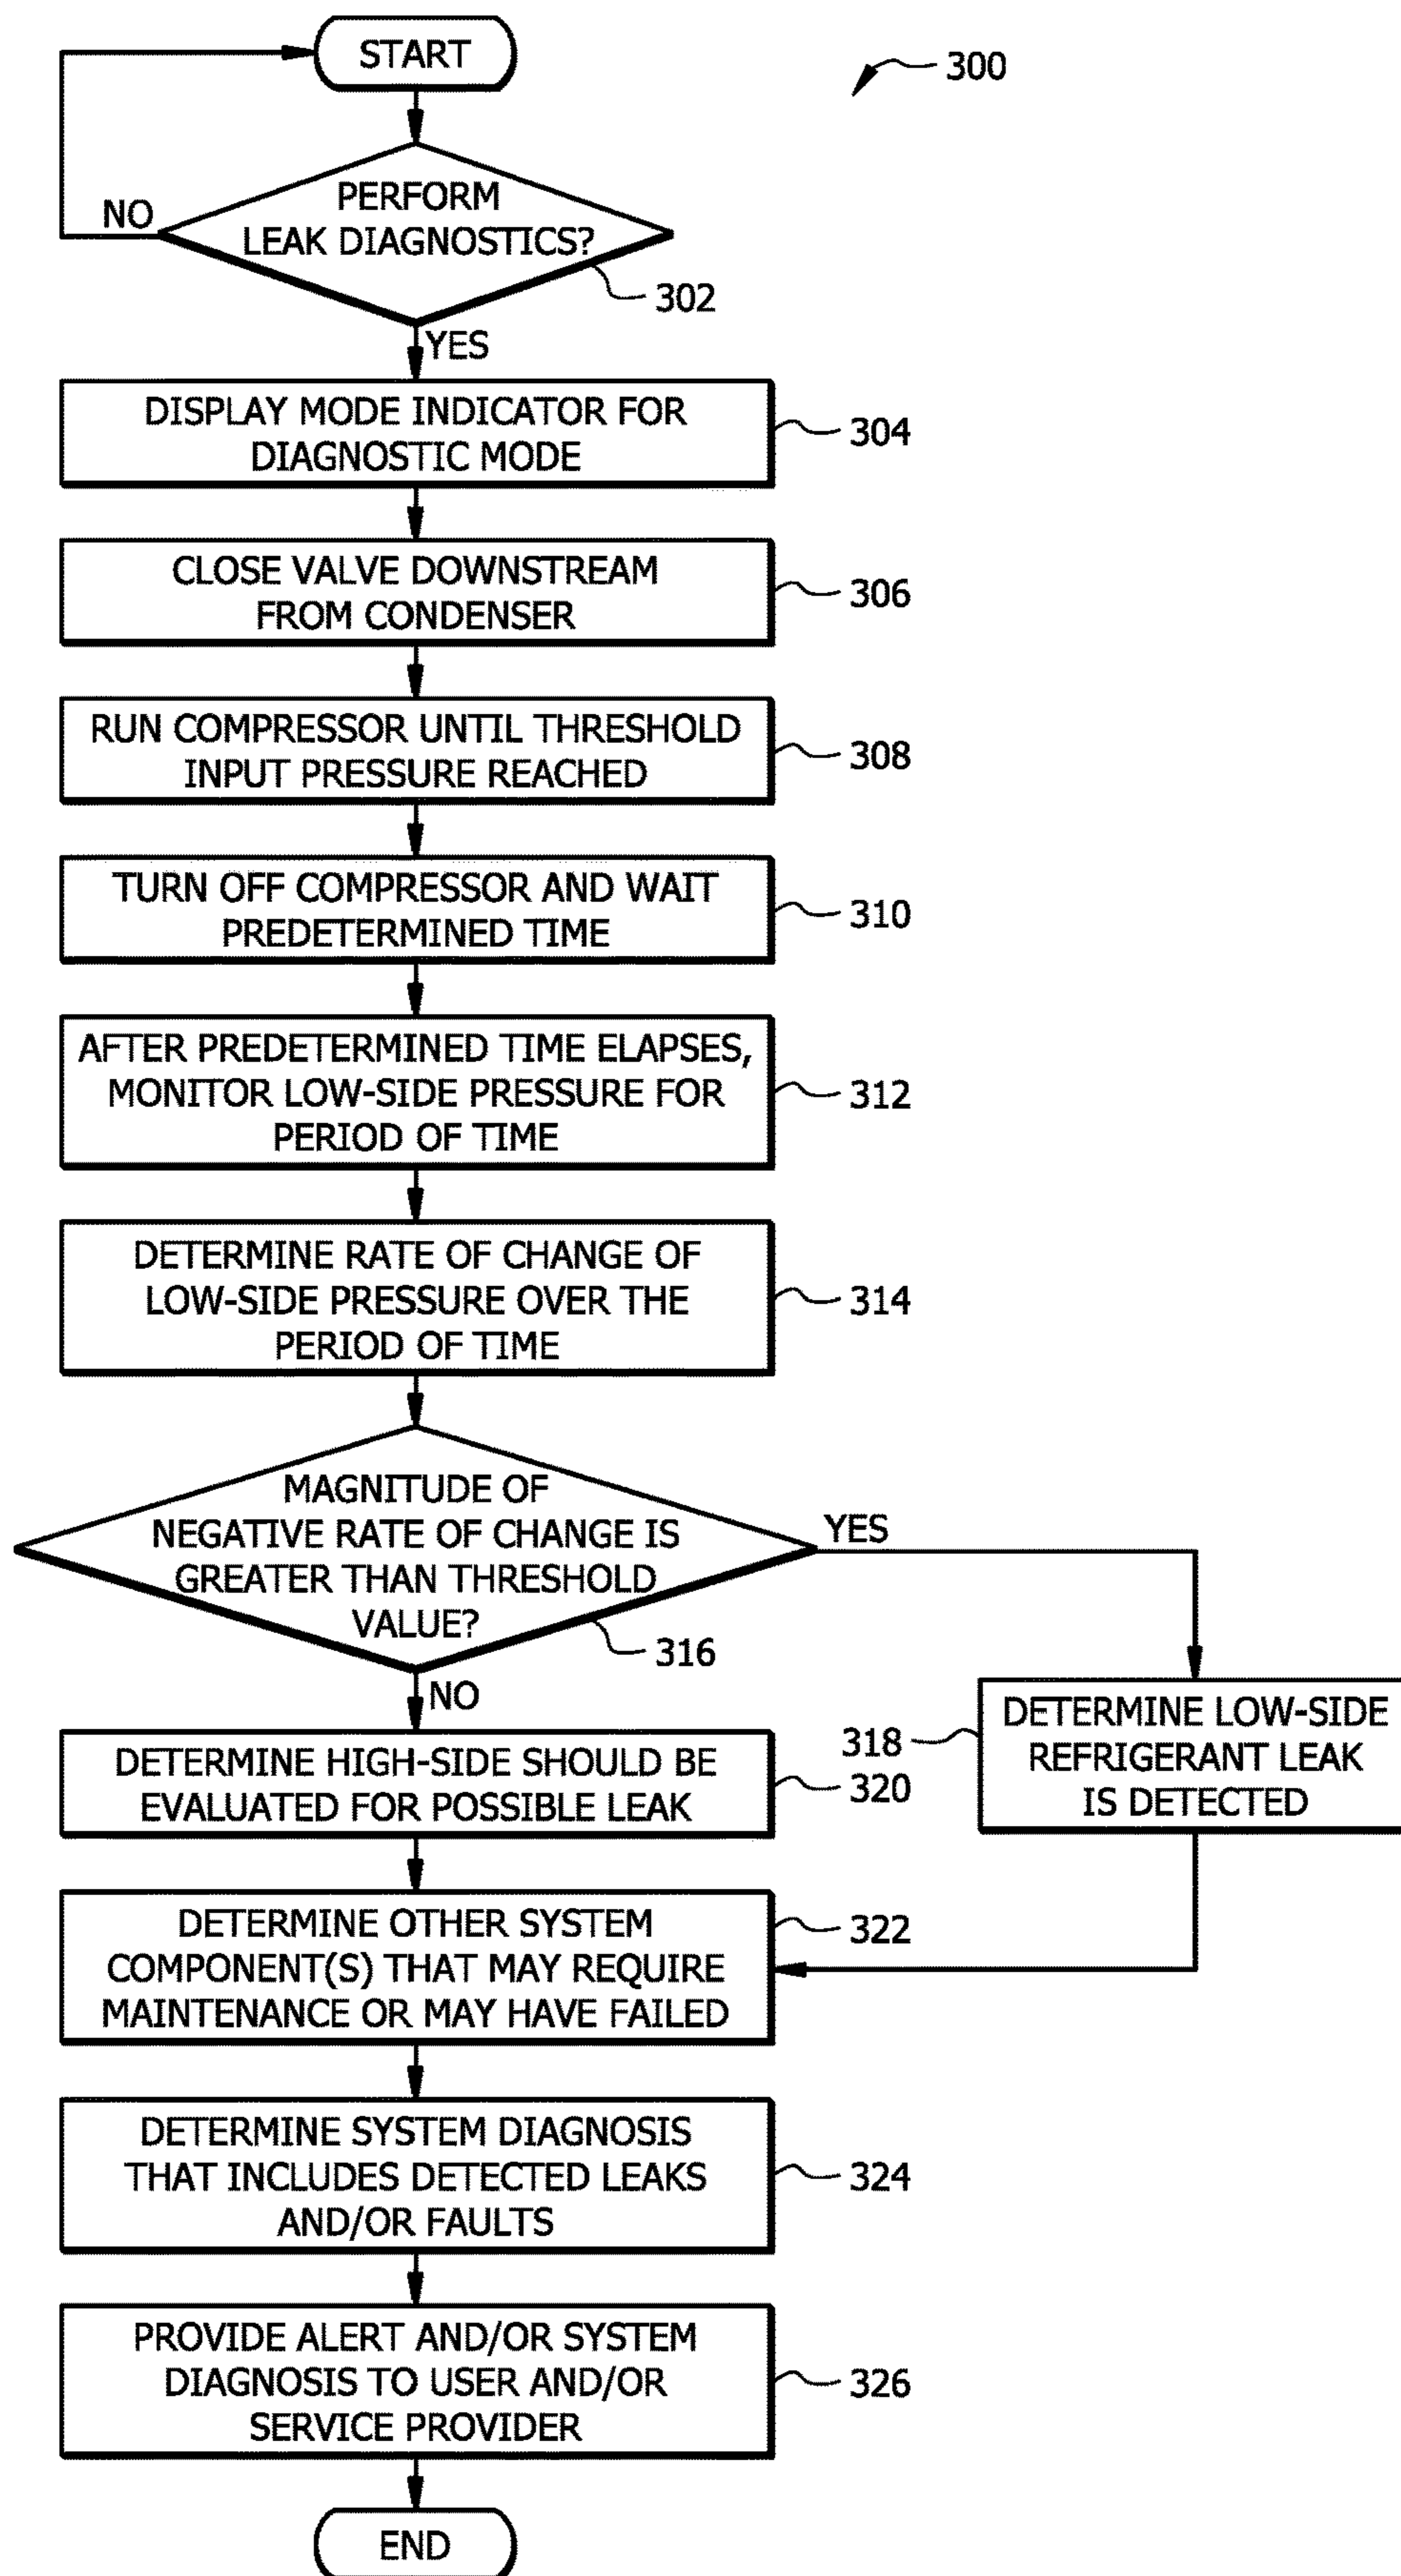 START
300
PERFORM
LEAK DIAGNOSTICS?
NO
302
YES
DISPLAY MODE INDICATOR FOR
DIAGNOSTIC MODE
304
CLOSE VALVE DOWNSTREAM
FROM CONDENSER
306
RUN COMPRESSOR UNTIL THRESHOLD
INPUT PRESSURE REACHED
308
TURN OFF COMPRESSOR AND WAIT
PREDETERMINED TIME
310
AFTER PREDETERMINED TIME ELAPSES,
MONITOR LOW-SIDE PRESSURE FOR
PERIOD OF TIME
312
DETERMINE RATE OF CHANGE OF
LOW-SIDE PRESSURE OVER THE
PERIOD OF TIME
314
MAGNITUDE OF
NEGATIVE RATE OF CHANGE IS
GREATER THAN THRESHOLD
VALUE?
YES
316
NO
DETERMINE LOW-SIDE
REFRIGERANT LEAK
IS DETECTED
318
DETERMINE HIGH-SIDE SHOULD BE
EVALUATED FOR POSSIBLE LEAK
320
DETERMINE OTHER SYSTEM
COMPONENT(S) THAT MAY REQUIRE
MAINTENANCE OR MAY HAVE FAILED
322
DETERMINE SYSTEM DIAGNOSIS
THAT INCLUDES DETECTED LEAKS
AND/OR FAULTS
324
PROVIDE ALERT AND/OR SYSTEM
DIAGNOSIS TO USER AND/OR
SERVICE PROVIDER
326
END